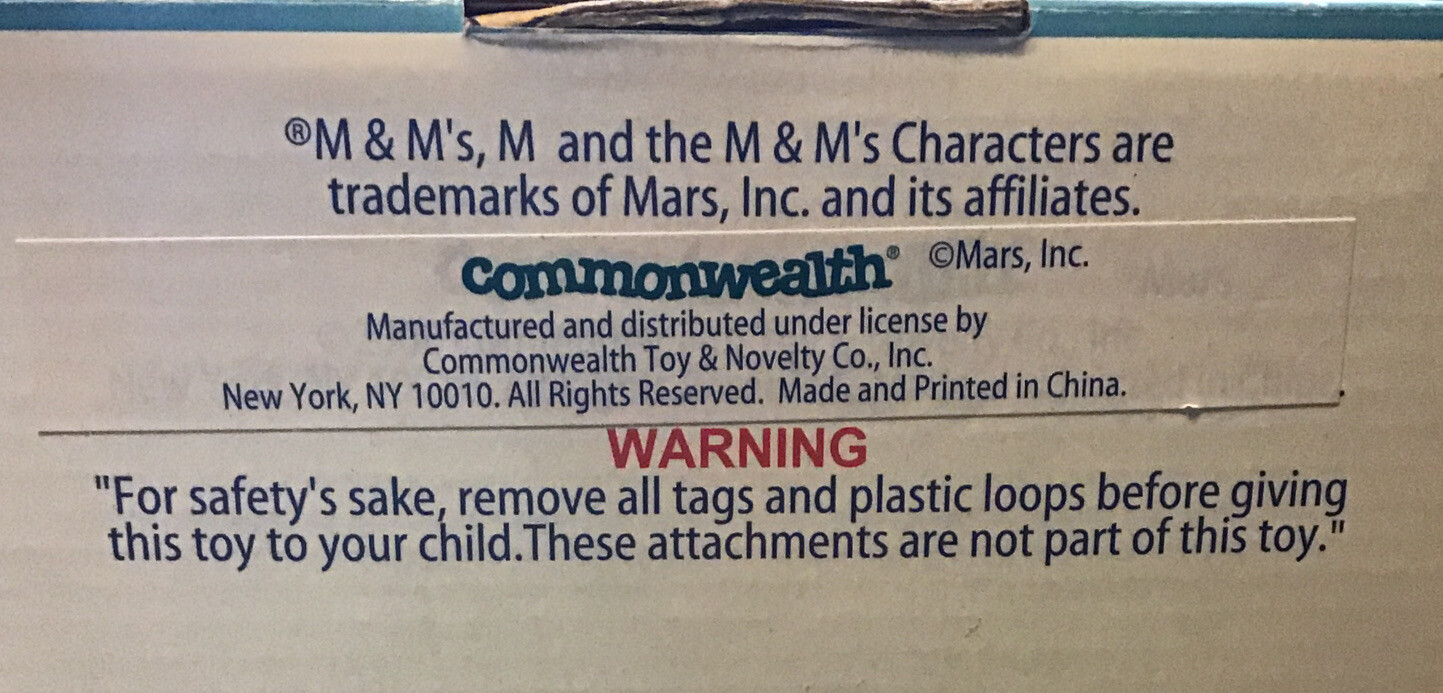 ®M & M's, M and the M & M's Characters are
trademarks of Mars, Inc. and its affiliates.
commonwealth® ©Mars, Inc.
Manufactured and distributed under license by
Commonwealth Toy & Novelty Co., Inc.
New York, NY 10010. All Rights Reserved. Made and Printed in China.
WARNING
"For safety's sake, remove all tags and plastic loops before giving
this toy to your child.These attachments are not part of this toy."